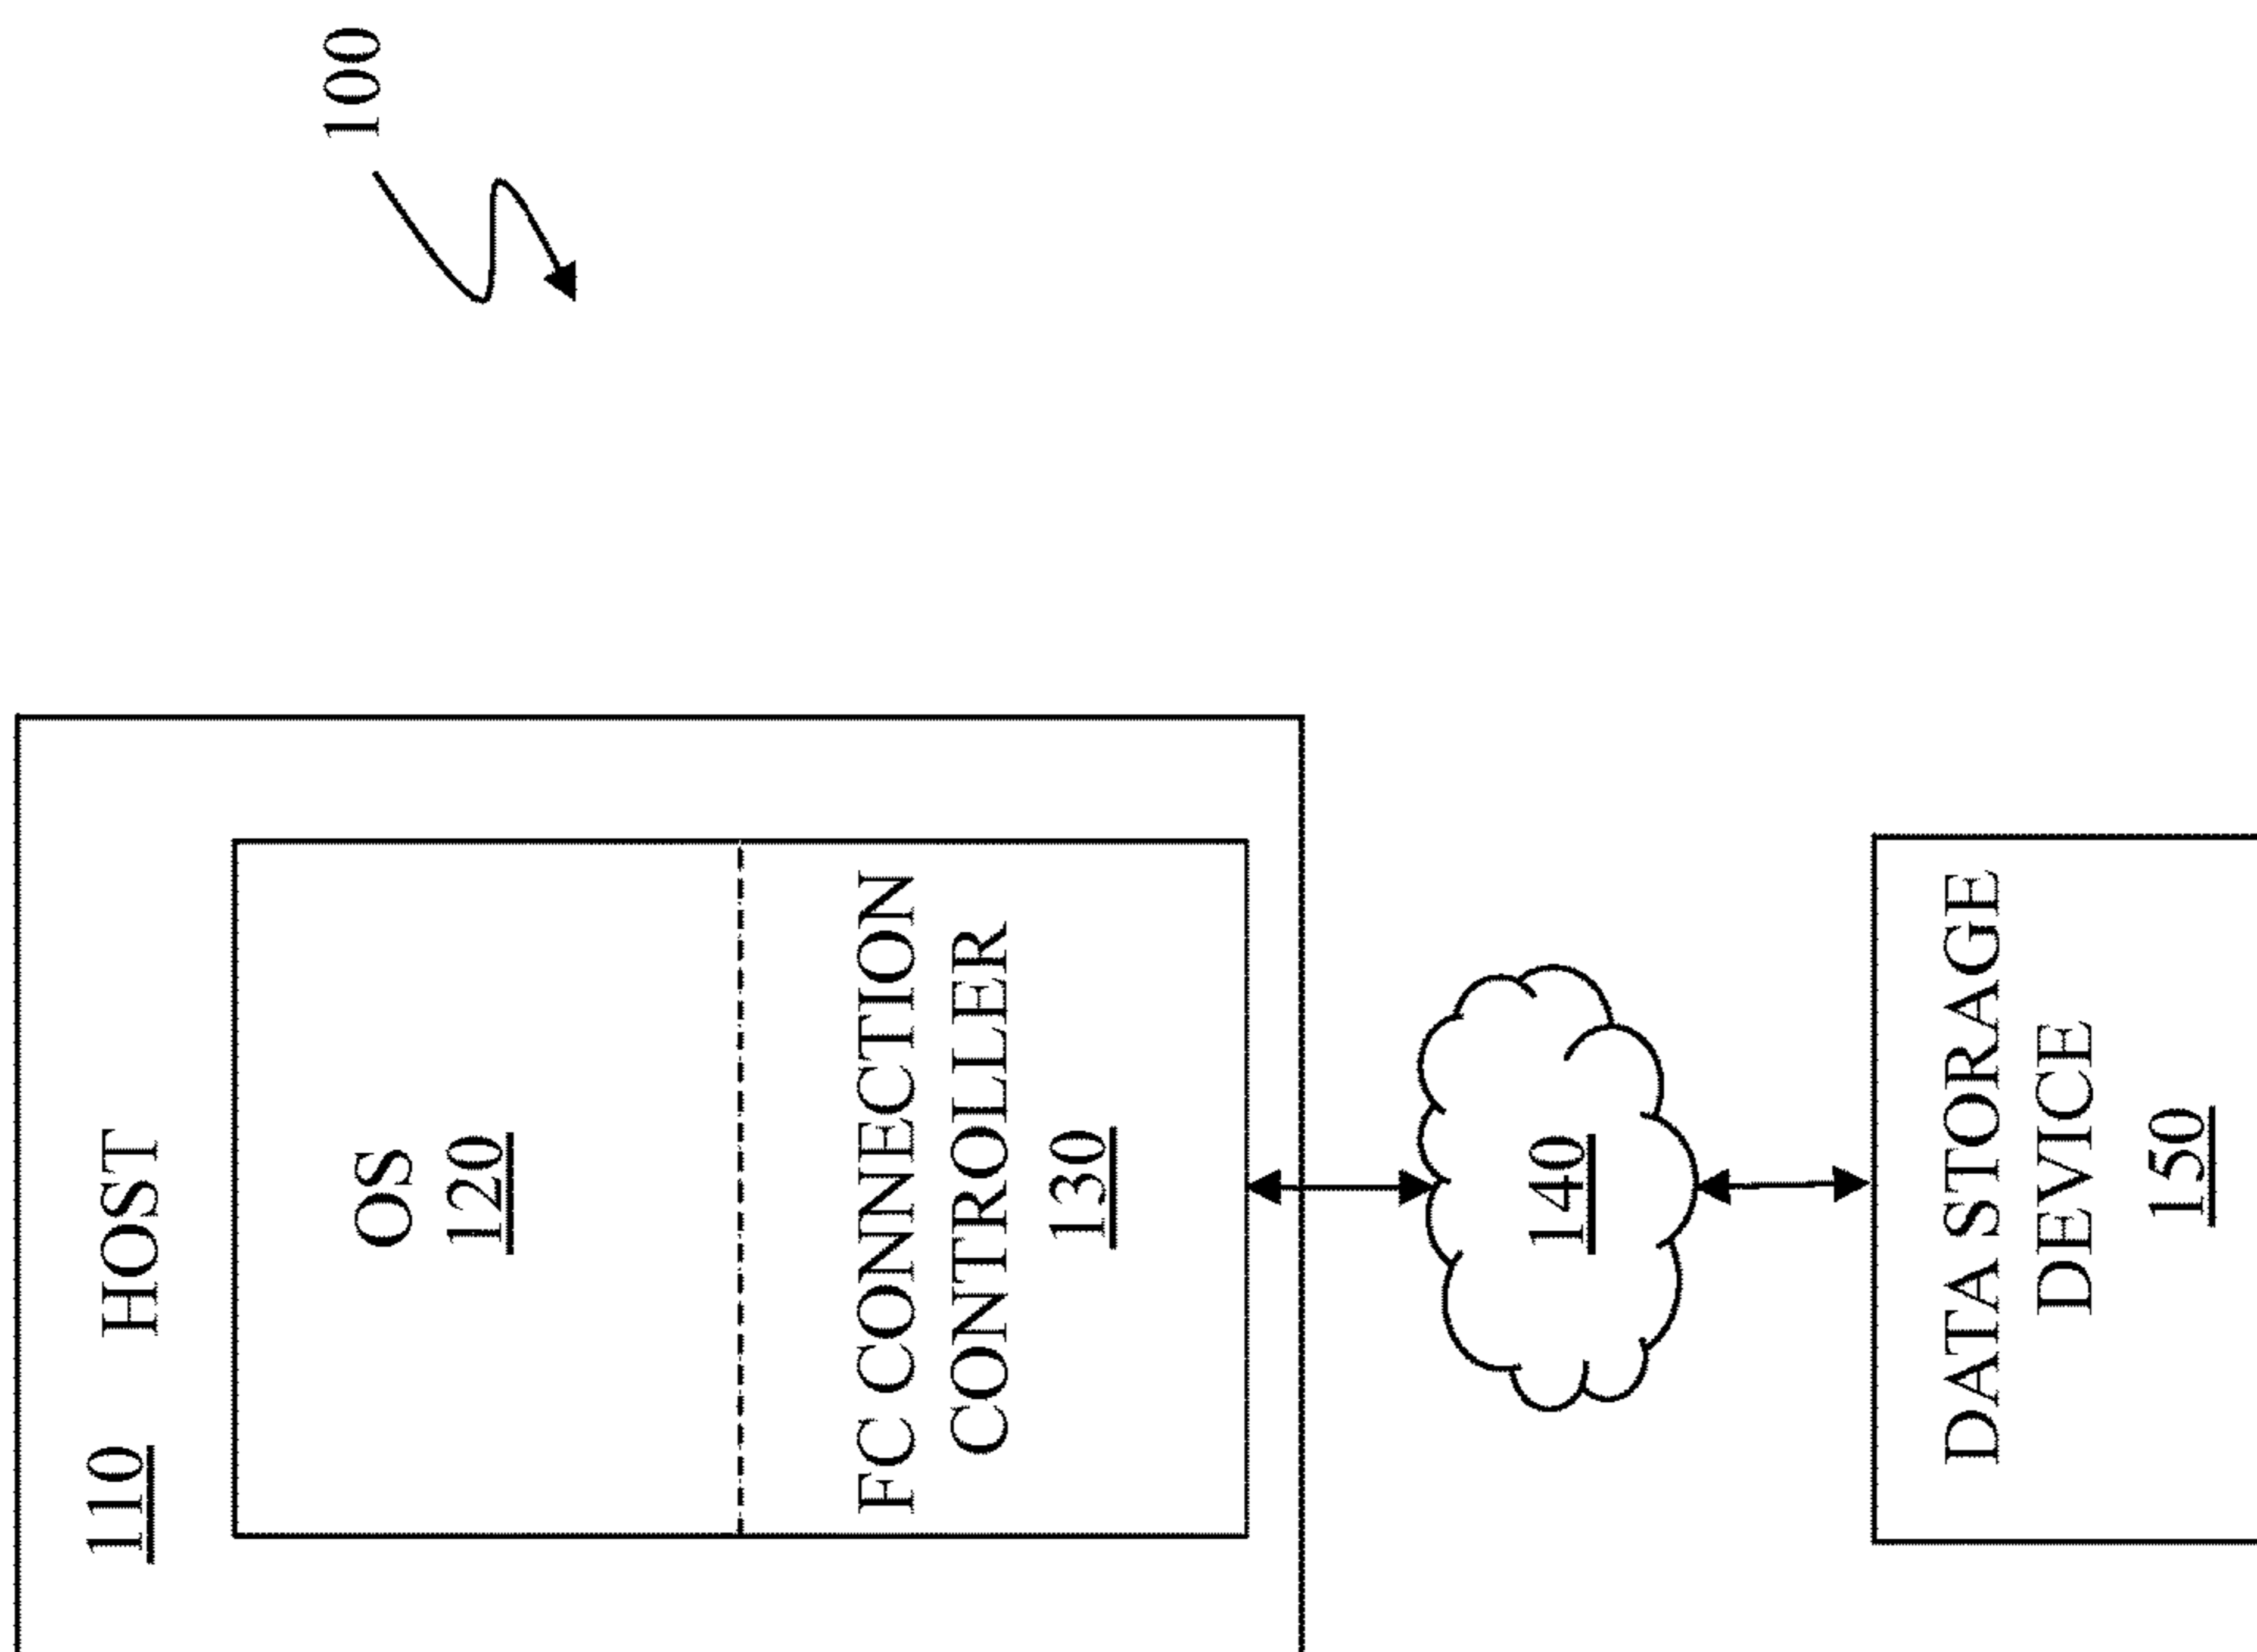 100
110 HOST
OS
120
FC CONNECTION
CONTROLLER
130
140
DATA STORAGE
DEVICE
150